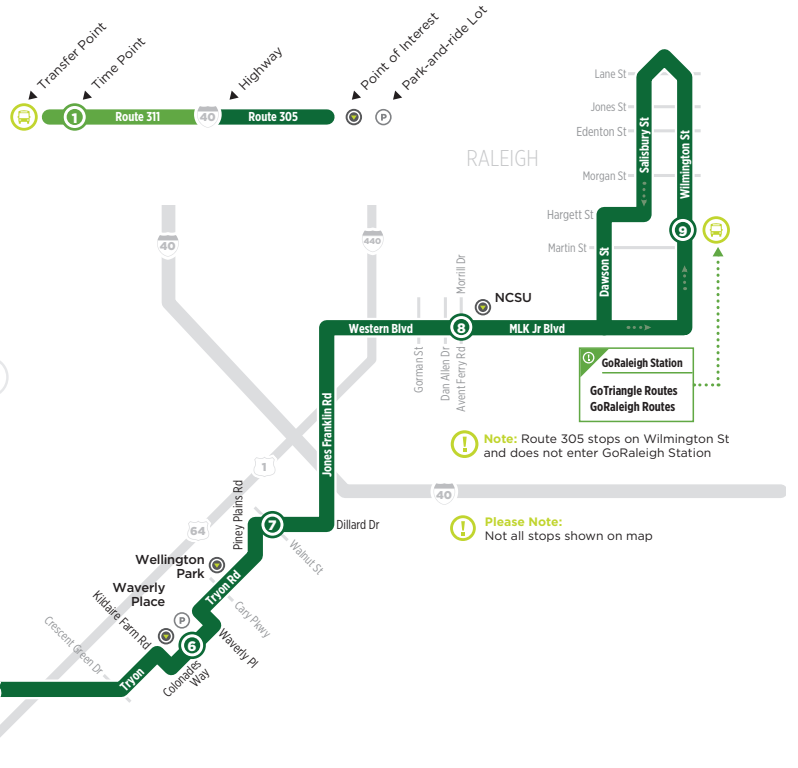 Transfer Point
Time Point
Highway
Point of Interest
Park-and-ride Lot
1
Route 311
40
Route 305
P
RALEIGH
Lane St
Jones St
Edenton St
Morgan St
Hargett St
Martin St
Salisbury St
Wilmington St
Dawson St
9
40
440
Morrill Dr
NCSU
Western Blvd
8
MLK Jr Blvd
Gorman St
Dan Allen Dr
Avent Ferry Rd
GoRaleigh Station
GoTriangle Routes
GoRaleigh Routes
Note: Route 305 stops on Wilmington St
and does not enter GoRaleigh Station
Jones Franklin Rd
1
40
64
Piney Plains Rd
7
Dillard Dr
Please Note:
Not all stops shown on map
Walnut St
Wellington
Park
Tryon Rd
Waverly
Place
P
Cary Pkwy
Kildaire Farm Rd
6
Waverly Pl
Crescent Green Dr
Colonades
Way
Tryon